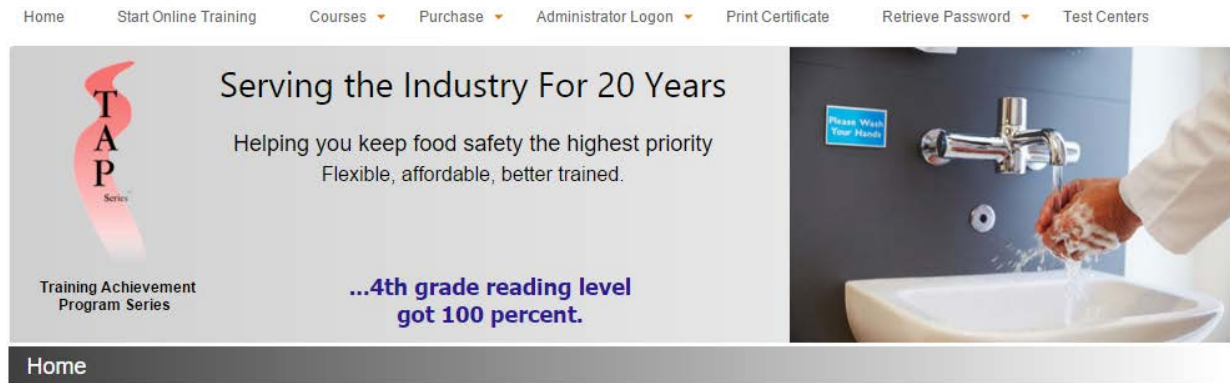 Home Start Online Training Courses Purchase Administrator Logon Print Certificate Retrieve Password Test Centers
T
A
P
Series
Training Achievement
Program Series
Serving the Industry For 20 Years
Helping you keep food safety the highest priority
Flexible, affordable, better trained.
...4th grade reading level
got 100 percent.
Please Wash
Your Hands
Home